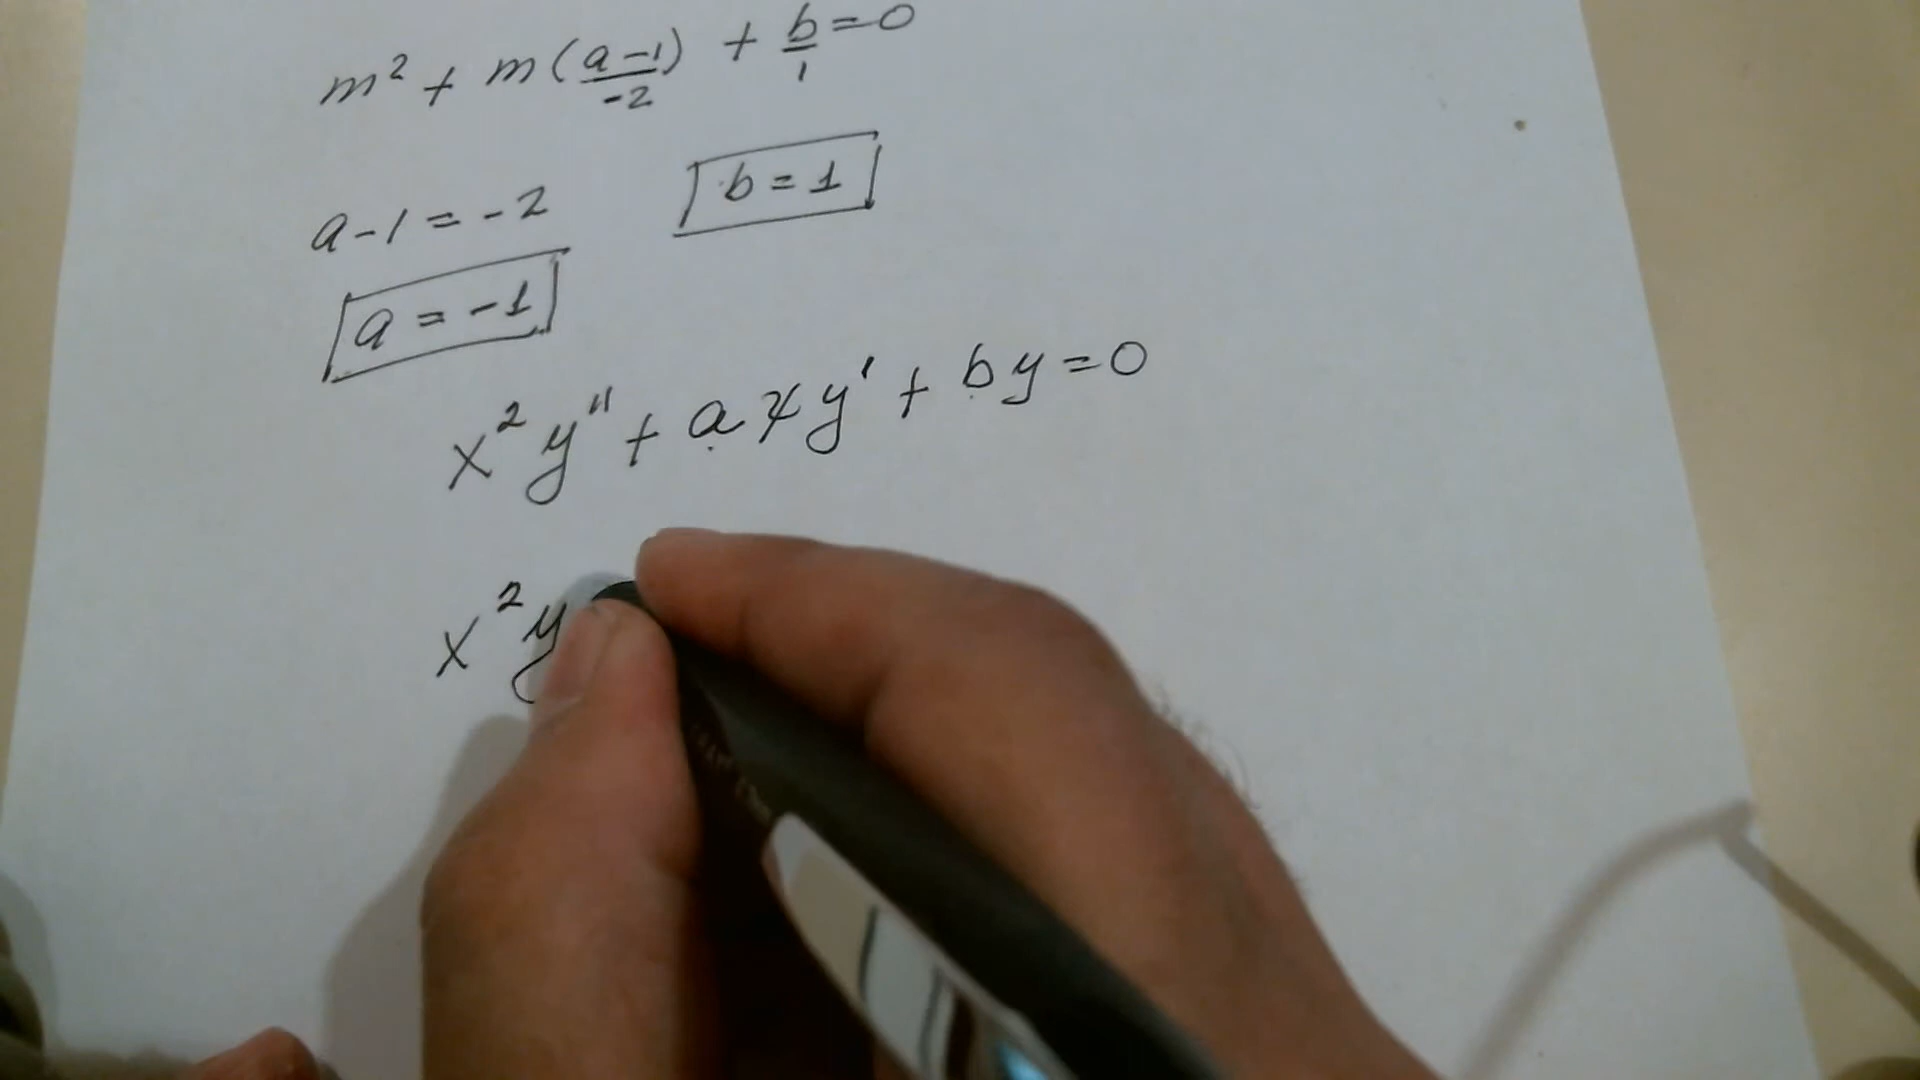 m² + m(a-1) + b = 0
-2 1
a-1 = -2 b = 1
a = -1
x²y" + axy' + by = 0
x²y